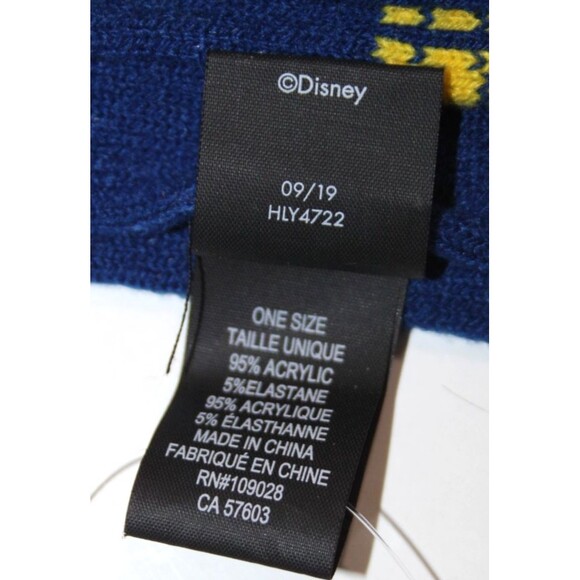 ©Disney
09/19
HLY4722
ONE SIZE
TAILLE UNIQUE
95% ACRYLIC
5%ELASTANE
95% ACRYLIQUE
5% ÉLASTHANNE
MADE IN CHINA
FABRIQUÉ EN CHINE
RN#109028
CA 57603